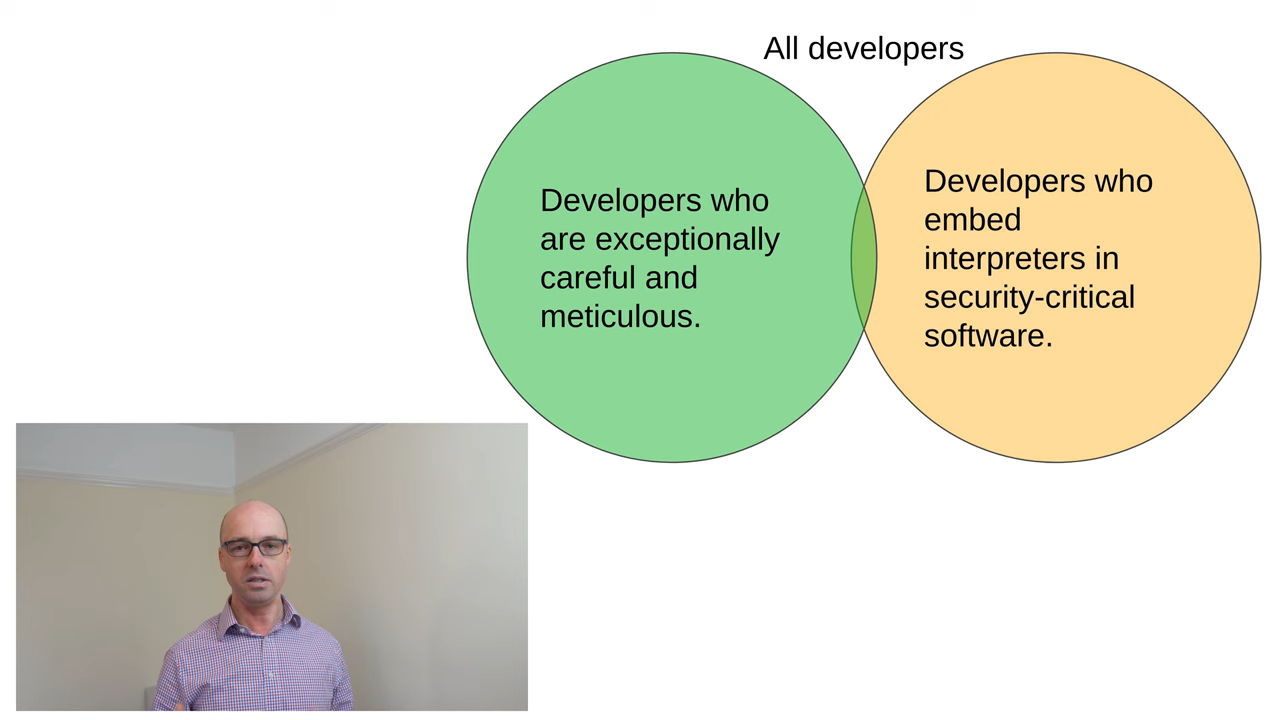 All developers
Developers who
are exceptionally
careful and
meticulous.
Developers who
embed
interpreters in
security-critical
software.